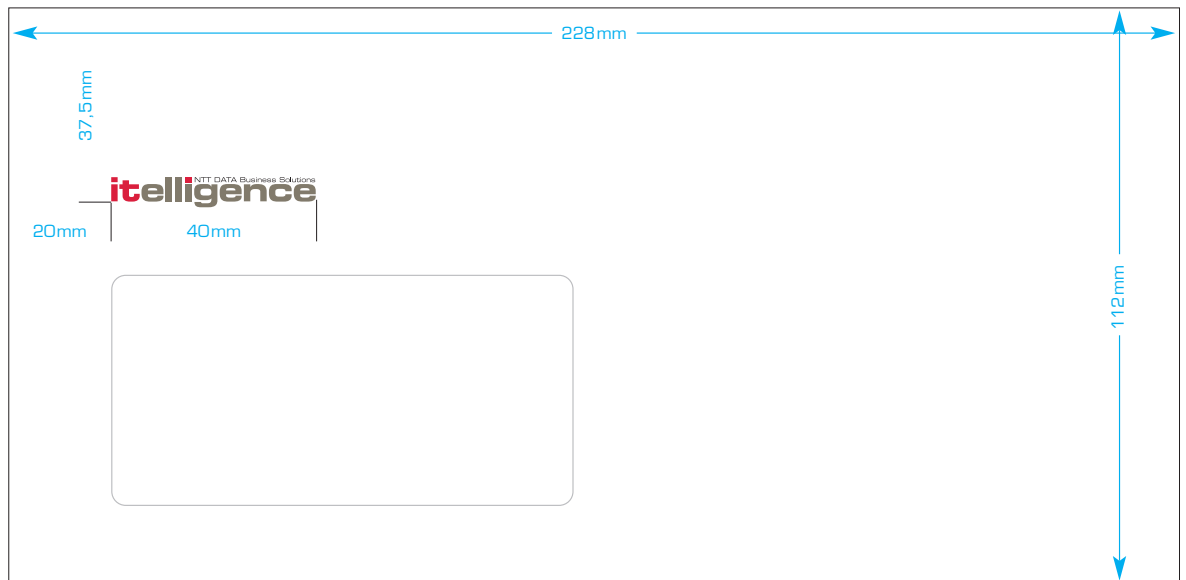 228mm
37,5mm
NTT DATA Business Solutions
itelligence
20mm
40mm
112mm